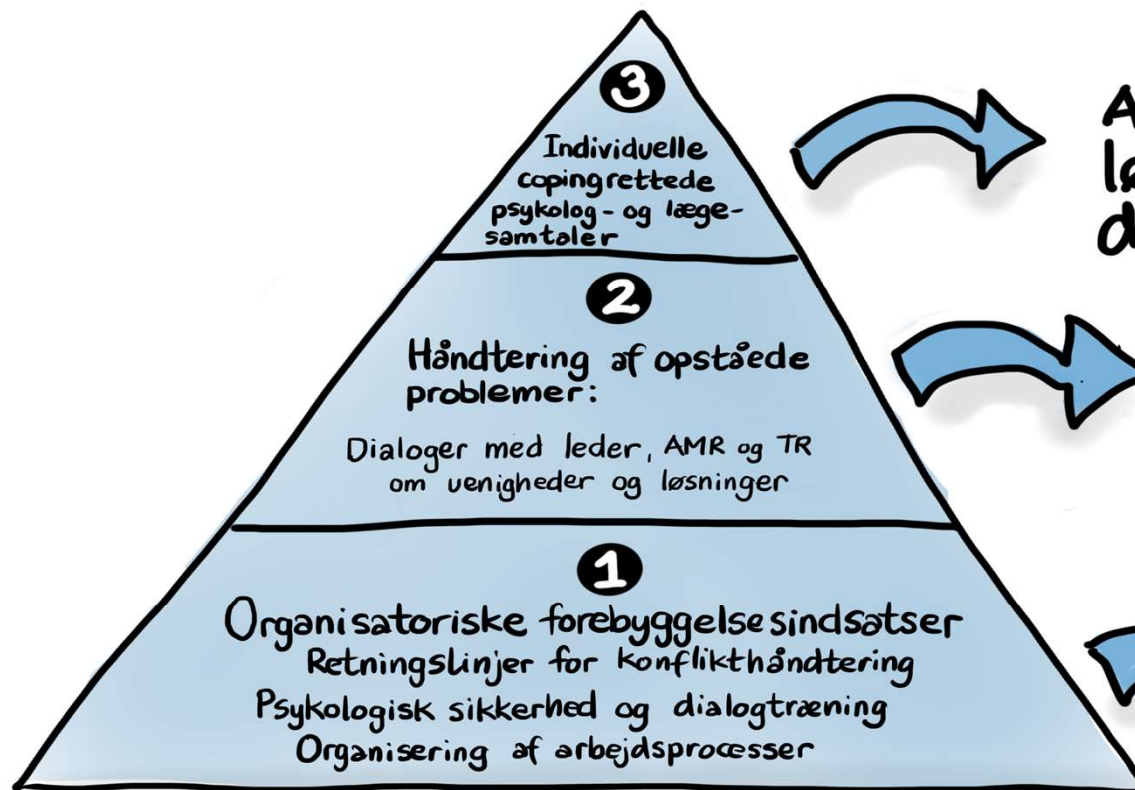 3
Individuelle
copingrettede
psykolog- og læge-
samtaler
2
Håndtering af opståede
problemer:
Dialoger med leder, AMR og TR
om uenigheder og løsninger
1
Organisatoriske forebyggelsesindsatser
Retningslinjer for konflikthåndtering
Psykologisk sikkerhed og dialogtræning
Organisering af arbejdsprocesser